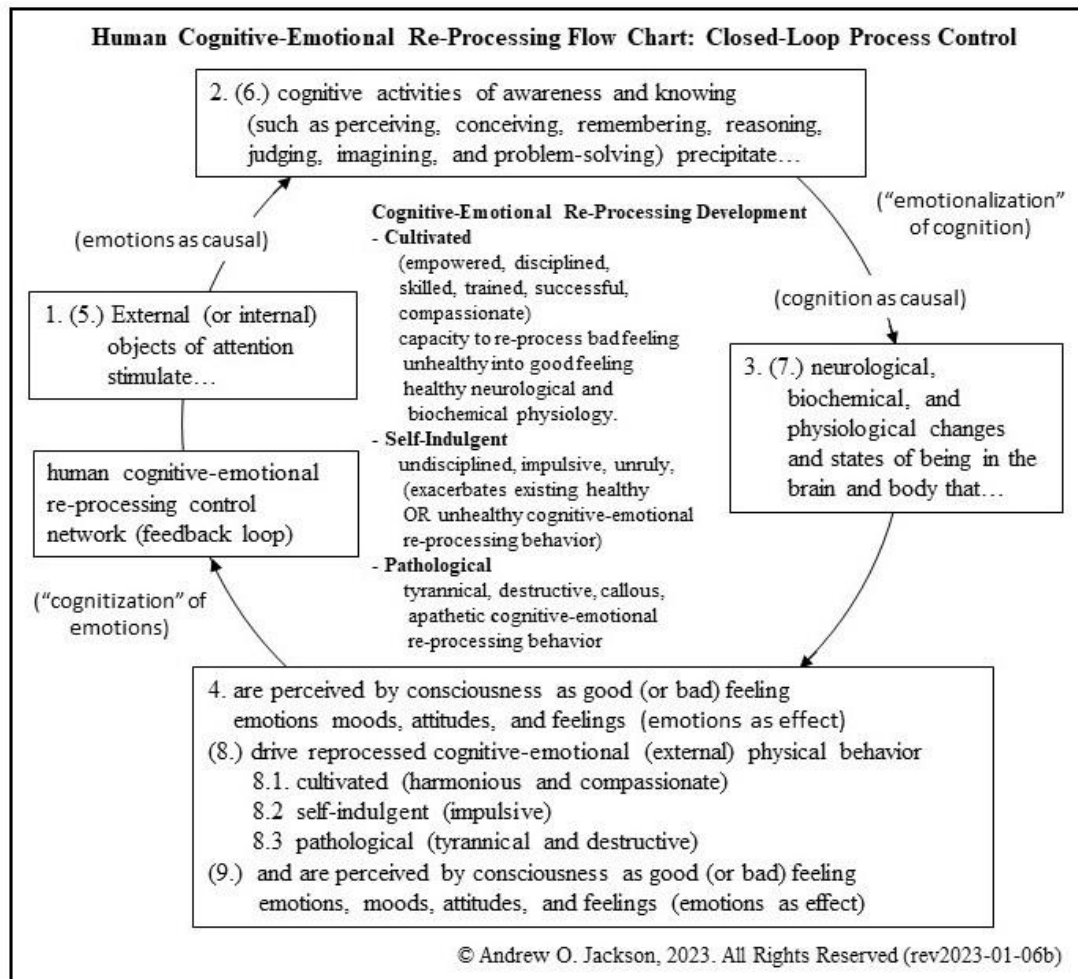 Human Cognitive-Emotional Re-Processing Flow Chart: Closed-Loop Process Control
2. (6.) cognitive activities of awareness and knowing
(such as perceiving, conceiving, remembering, reasoning,
judging, imagining, and problem-solving) precipitate…
("emotionalization"
of cognition)
(emotions as causal)
(cognition as causal)
1. (5.) External (or internal)
objects of attention
stimulate…
Cognitive-Emotional Re-Processing Development
- Cultivated
(empowered, disciplined,
skilled, trained, successful,
compassionate)
capacity to re-process bad feeling
unhealthy into good feeling
healthy neurological and
biochemical physiology.
- Self-Indulgent
undisciplined, impulsive, unruly,
(exacerbates existing healthy
OR unhealthy cognitive-emotional
re-processing behavior)
- Pathological
tyrannical, destructive, callous,
apathetic cognitive-emotional
re-processing behavior
3. (7.) neurological,
biochemical, and
physiological changes
and states of being in the
brain and body that…
human cognitive-emotional
re-processing control
network (feedback loop)
("cognitization" of
emotions)
4. are perceived by consciousness as good (or bad) feeling
emotions moods, attitudes, and feelings (emotions as effect)
(8.) drive reprocessed cognitive-emotional (external) physical behavior
8.1. cultivated (harmonious and compassionate)
8.2 self-indulgent (impulsive)
8.3 pathological (tyrannical and destructive)
(9.) and are perceived by consciousness as good (or bad) feeling
emotions, moods, attitudes, and feelings (emotions as effect)
© Andrew O. Jackson, 2023. All Rights Reserved (rev2023-01-06b)